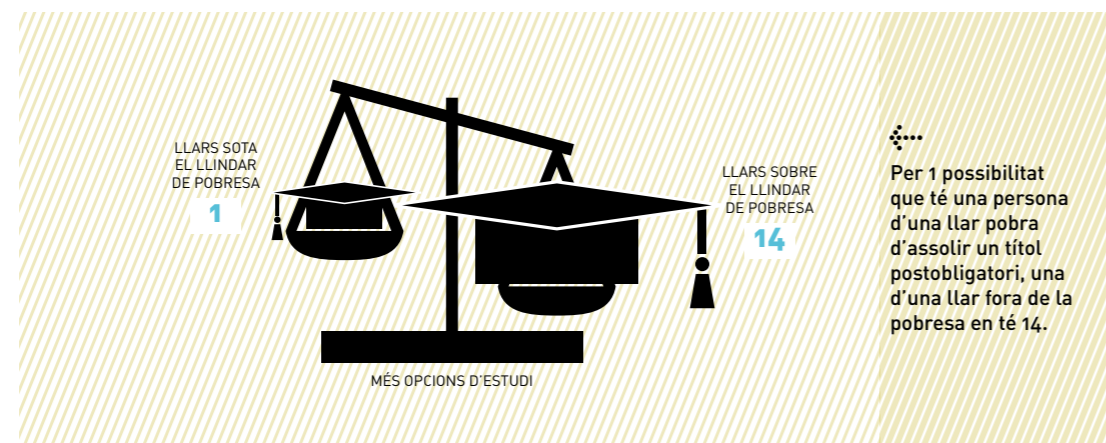 LLARS SOTA
EL LLINDAR
DE POBRESA
1
LLARS SOBRE
EL LLINDAR
DE POBRESA
14
MÉS OPCIONS D'ESTUDI
Per 1 possibilitat
que té una persona
d'una llar pobra
d'assolir un títol
postobligatori, una
d'una llar fora de la
pobresa en té 14.